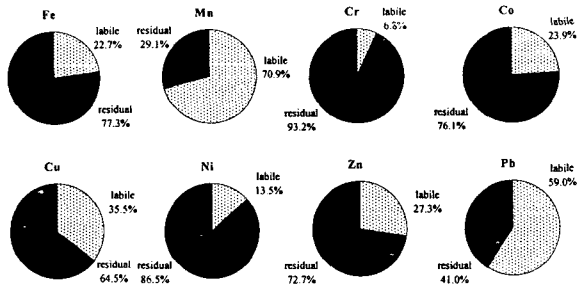 Fe
labile
22.7%
residual
77.3%
Mn
residual
29.1%
labile
70.9%
Cr
labile
6.8%
residual
93.2%
Co
labile
23.9%
residual
76.1%
Cu
labile
35.5%
residual
64.5%
Ni
labile
13.5%
residual
86.5%
Zn
labile
27.3%
residual
72.7%
Pb
labile
59.0%
residual
41.0%